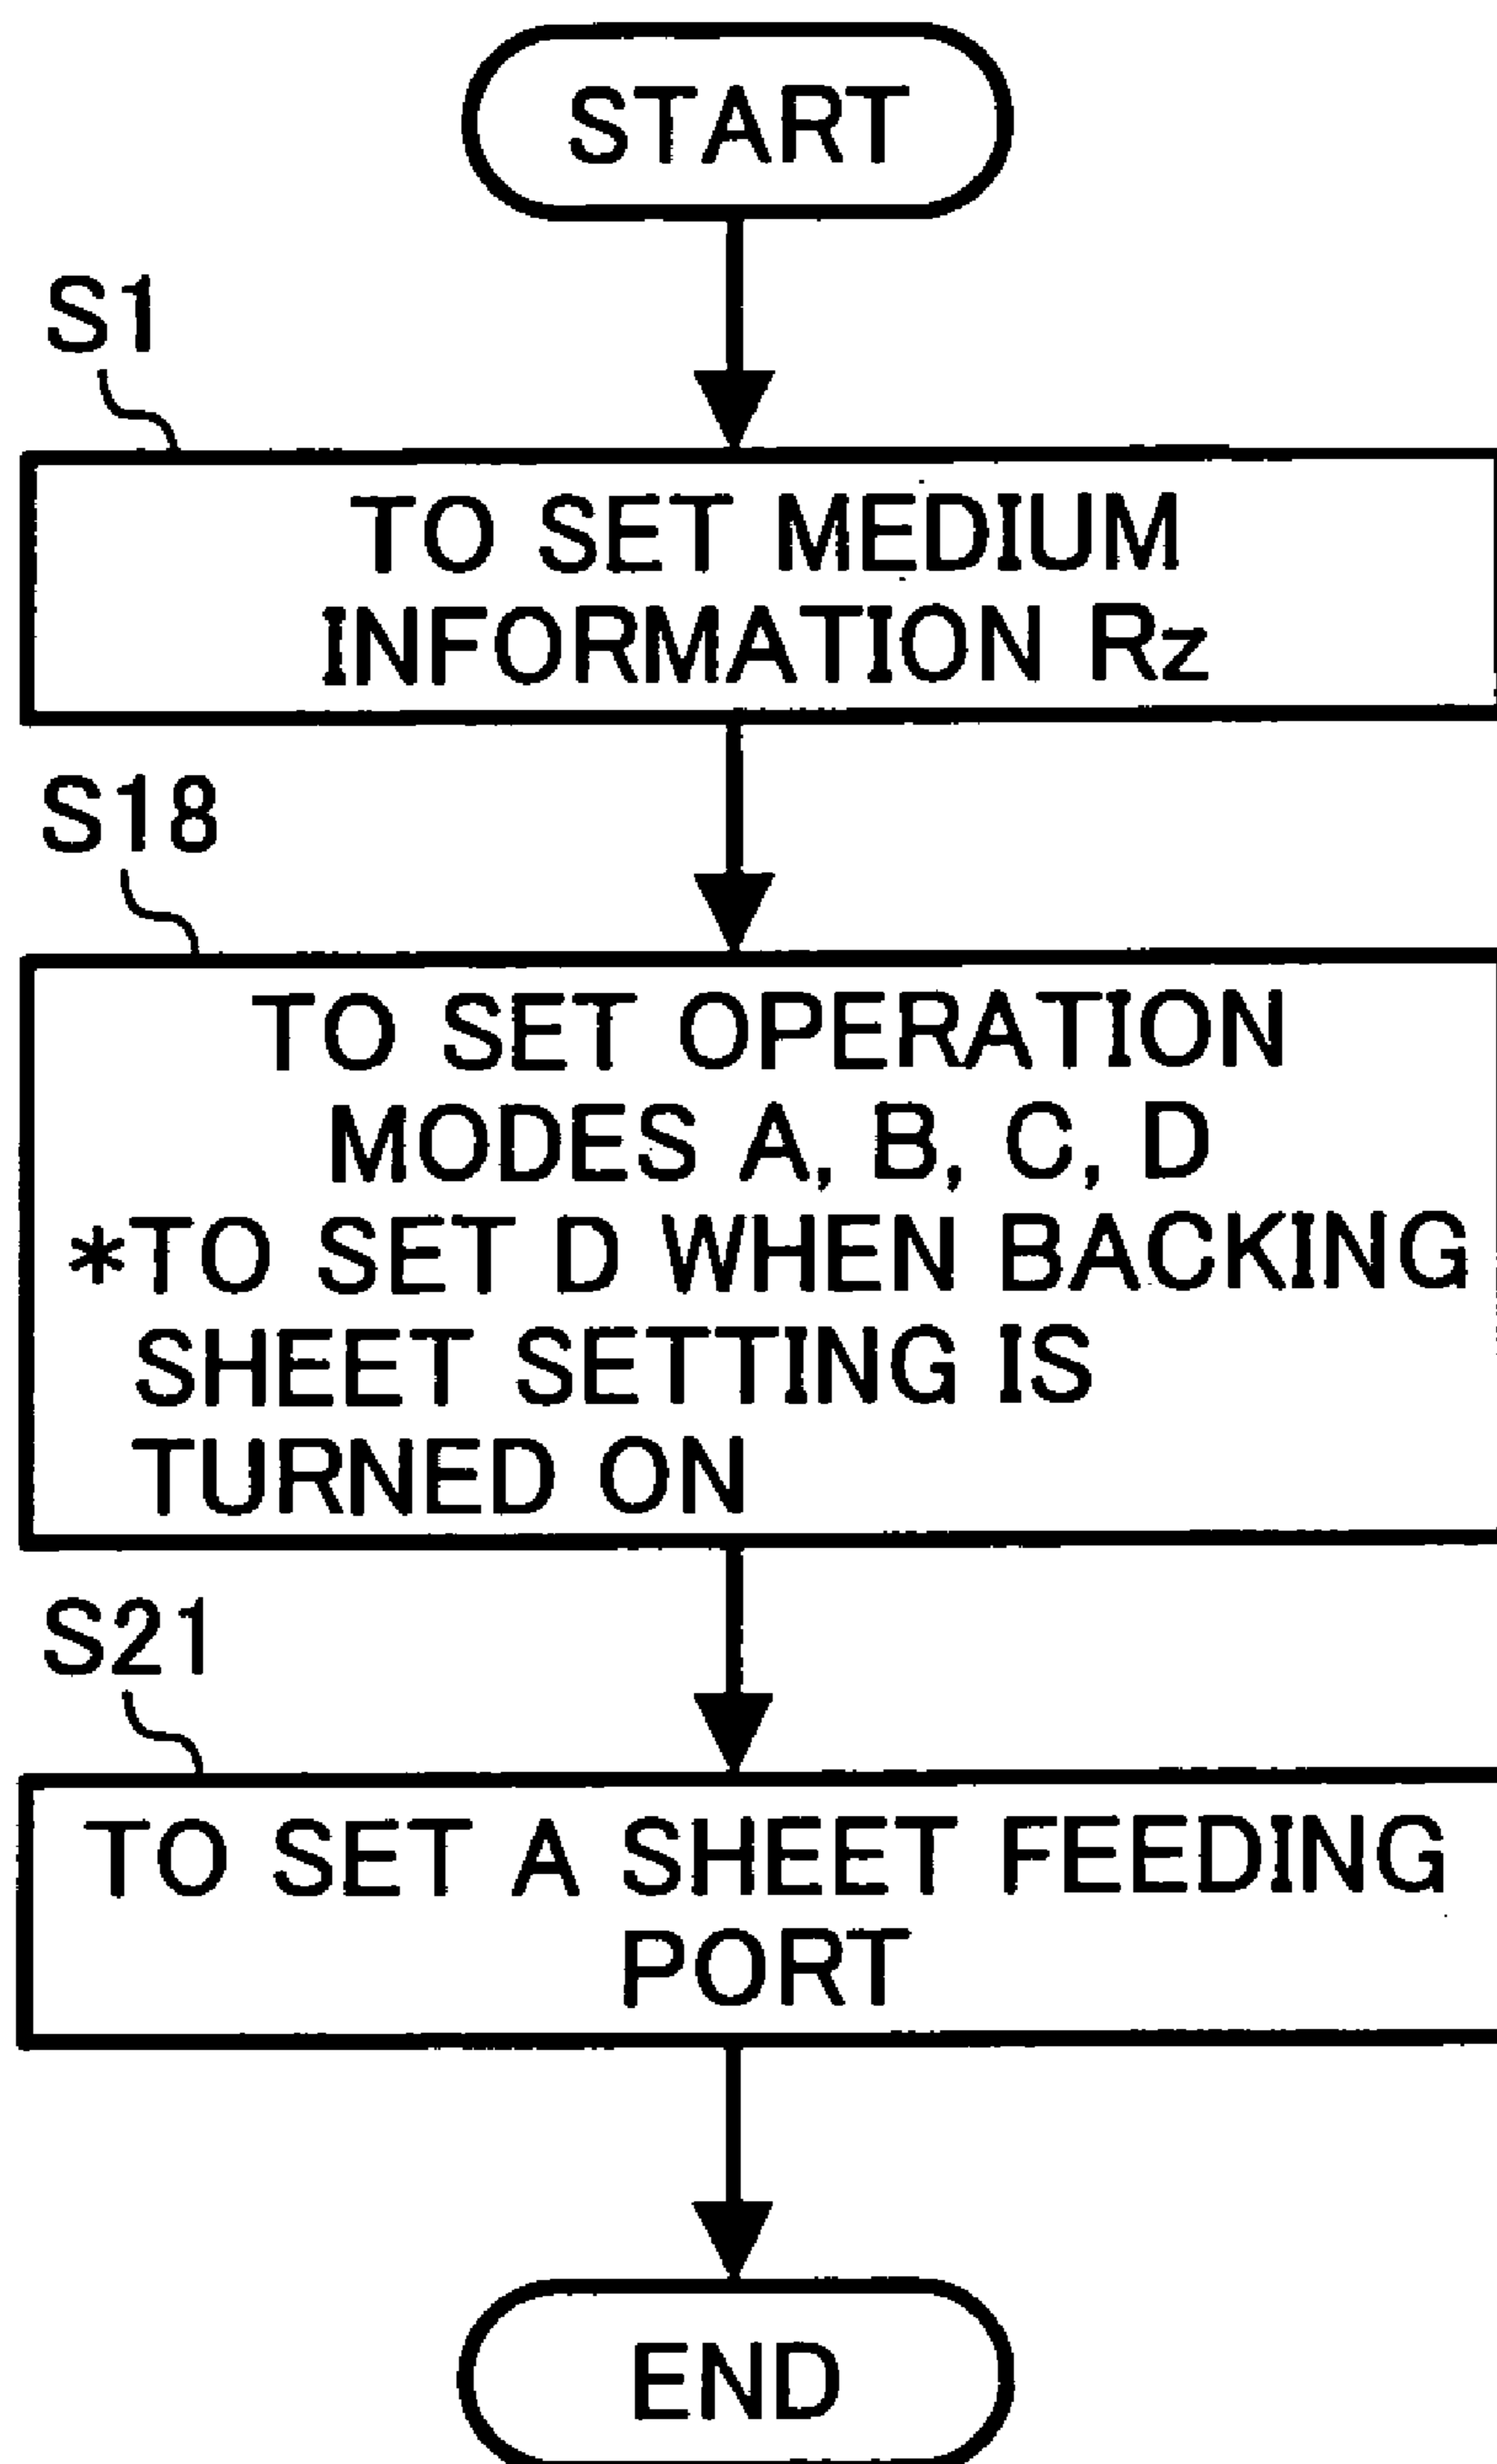 START
S1
TO SET MEDIUM
INFORMATION Rz
S18
TO SET OPERATION
MODES A, B, C, D
*TO SET D WHEN BACKING
SHEET SETTING IS
TURNED ON
S21
TO SET A SHEET FEEDING
PORT
END